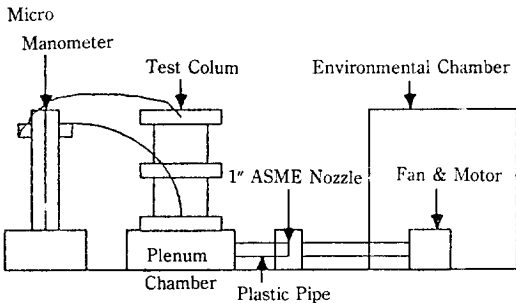 Micro
Manometer
Test Colum
Environmental Chamber
1" ASME Nozzle
Fan & Motor
Plenum
Chamber
Plastic Pipe